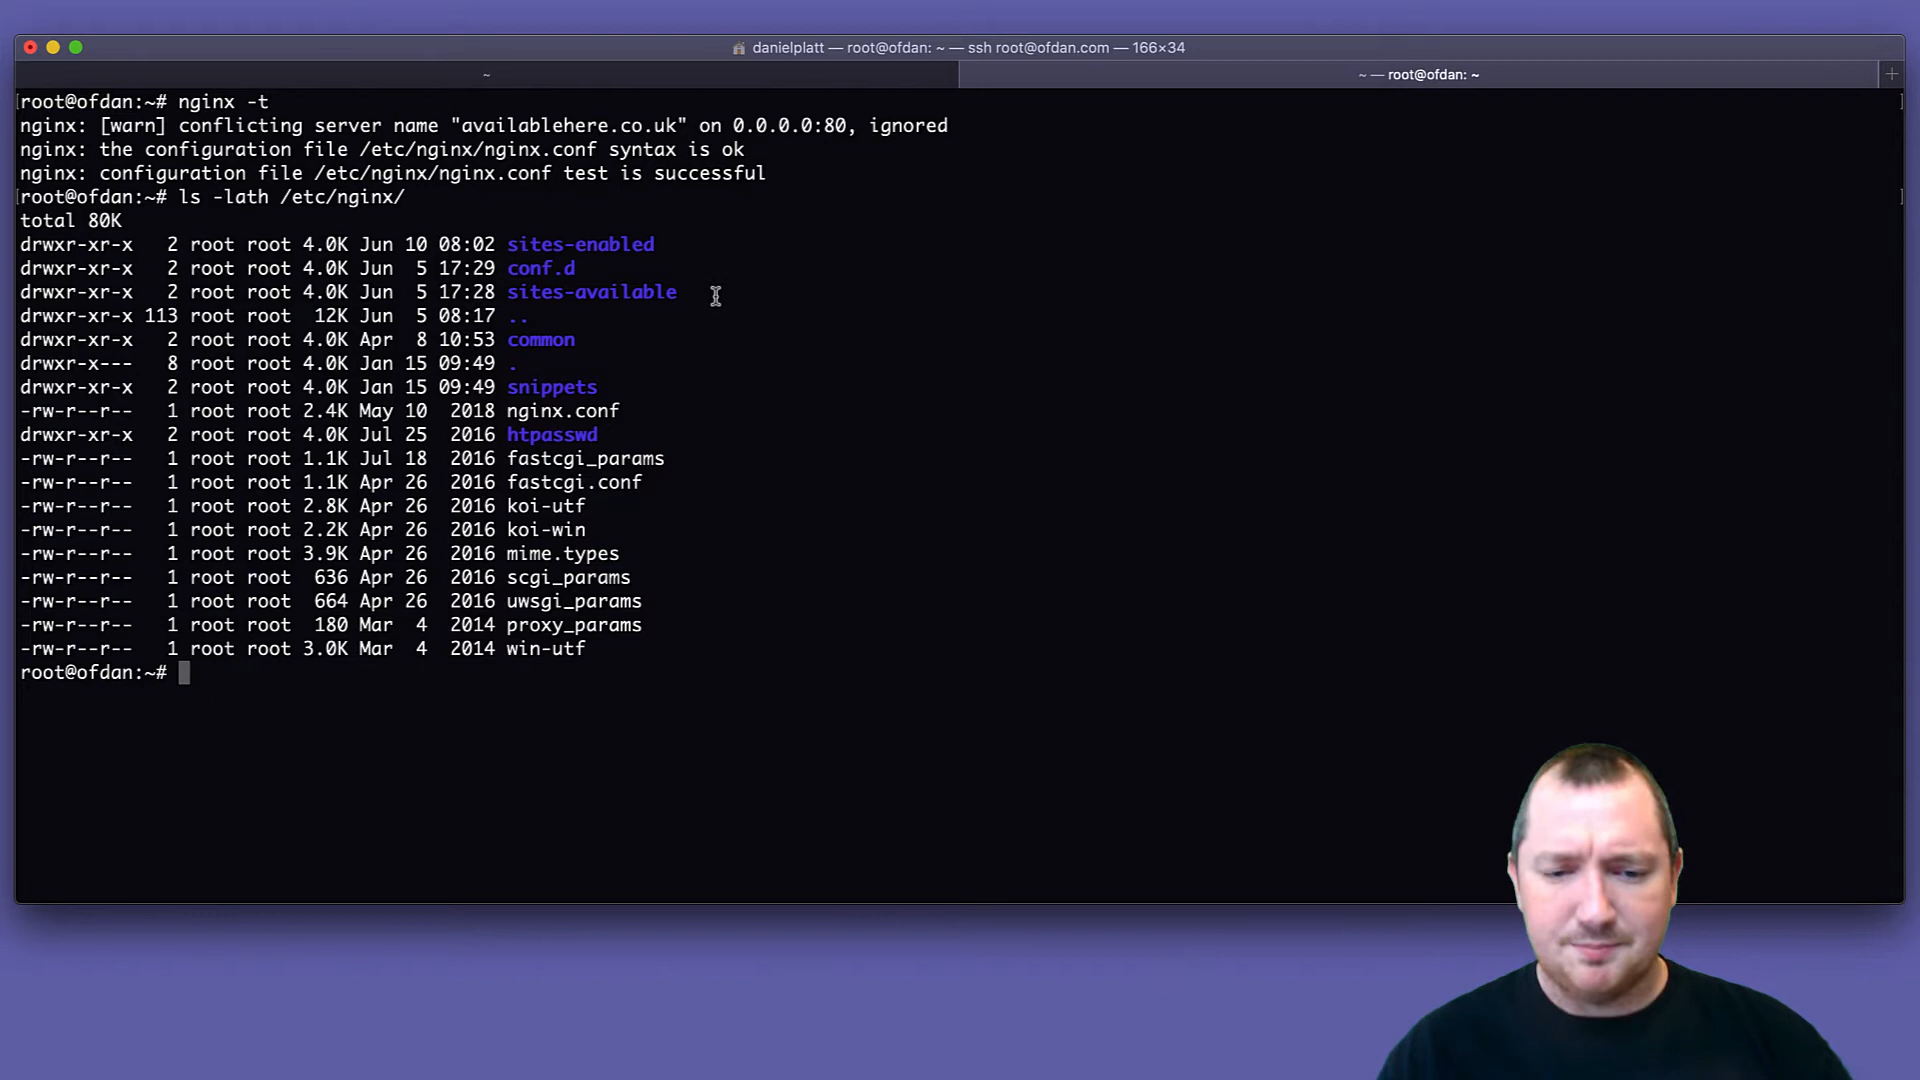 danielplatt — root@ofdan: ~ — ssh root@ofdan.com — 166×34
~
~ — root@ofdan: ~
+
[root@ofdan:~# nginx -t ]
nginx: [warn] conflicting server name "availablehere.co.uk" on 0.0.0.0:80, ignored
nginx: the configuration file /etc/nginx/nginx.conf syntax is ok
nginx: configuration file /etc/nginx/nginx.conf test is successful
[root@ofdan:~# ls -lath /etc/nginx/ ]
total 80K
drwxr-xr-x   2 root root 4.0K Jun 10 08:02 sites-enabled
drwxr-xr-x   2 root root 4.0K Jun  5 17:29 conf.d
drwxr-xr-x   2 root root 4.0K Jun  5 17:28 sites-available
drwxr-xr-x 113 root root  12K Jun  5 08:17 ..
drwxr-xr-x   2 root root 4.0K Apr  8 10:53 common
drwxr-x---   8 root root 4.0K Jan 15 09:49 .
drwxr-xr-x   2 root root 4.0K Jan 15 09:49 snippets
-rw-r--r--   1 root root 2.4K May 10  2018 nginx.conf
drwxr-xr-x   2 root root 4.0K Jul 25  2016 htpasswd
-rw-r--r--   1 root root 1.1K Jul 18  2016 fastcgi_params
-rw-r--r--   1 root root 1.1K Apr 26  2016 fastcgi.conf
-rw-r--r--   1 root root 2.8K Apr 26  2016 koi-utf
-rw-r--r--   1 root root 2.2K Apr 26  2016 koi-win
-rw-r--r--   1 root root 3.9K Apr 26  2016 mime.types
-rw-r--r--   1 root root  636 Apr 26  2016 scgi_params
-rw-r--r--   1 root root  664 Apr 26  2016 uwsgi_params
-rw-r--r--   1 root root  180 Mar  4  2014 proxy_params
-rw-r--r--   1 root root 3.0K Mar  4  2014 win-utf
root@ofdan:~#